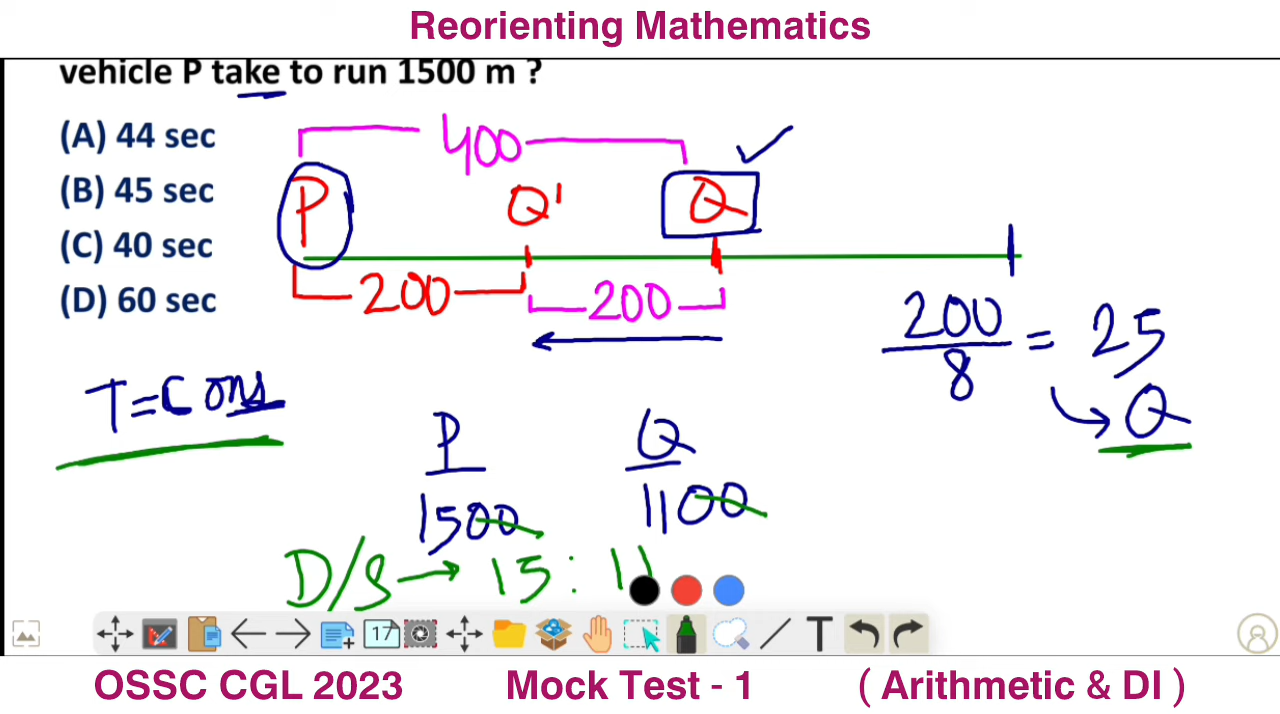 Reorienting Mathematics
vehicle P take to run 1500 m ?
(A) 44 sec
(B) 45 sec
(C) 40 sec
(D) 60 sec
400
P Q' Q
200 200
200/8 = 25
Q
T=Cons
P Q
1500 1100
D/S → 15 : 11
17 T
OSSC CGL 2023 Mock Test - 1 ( Arithmetic & DI )